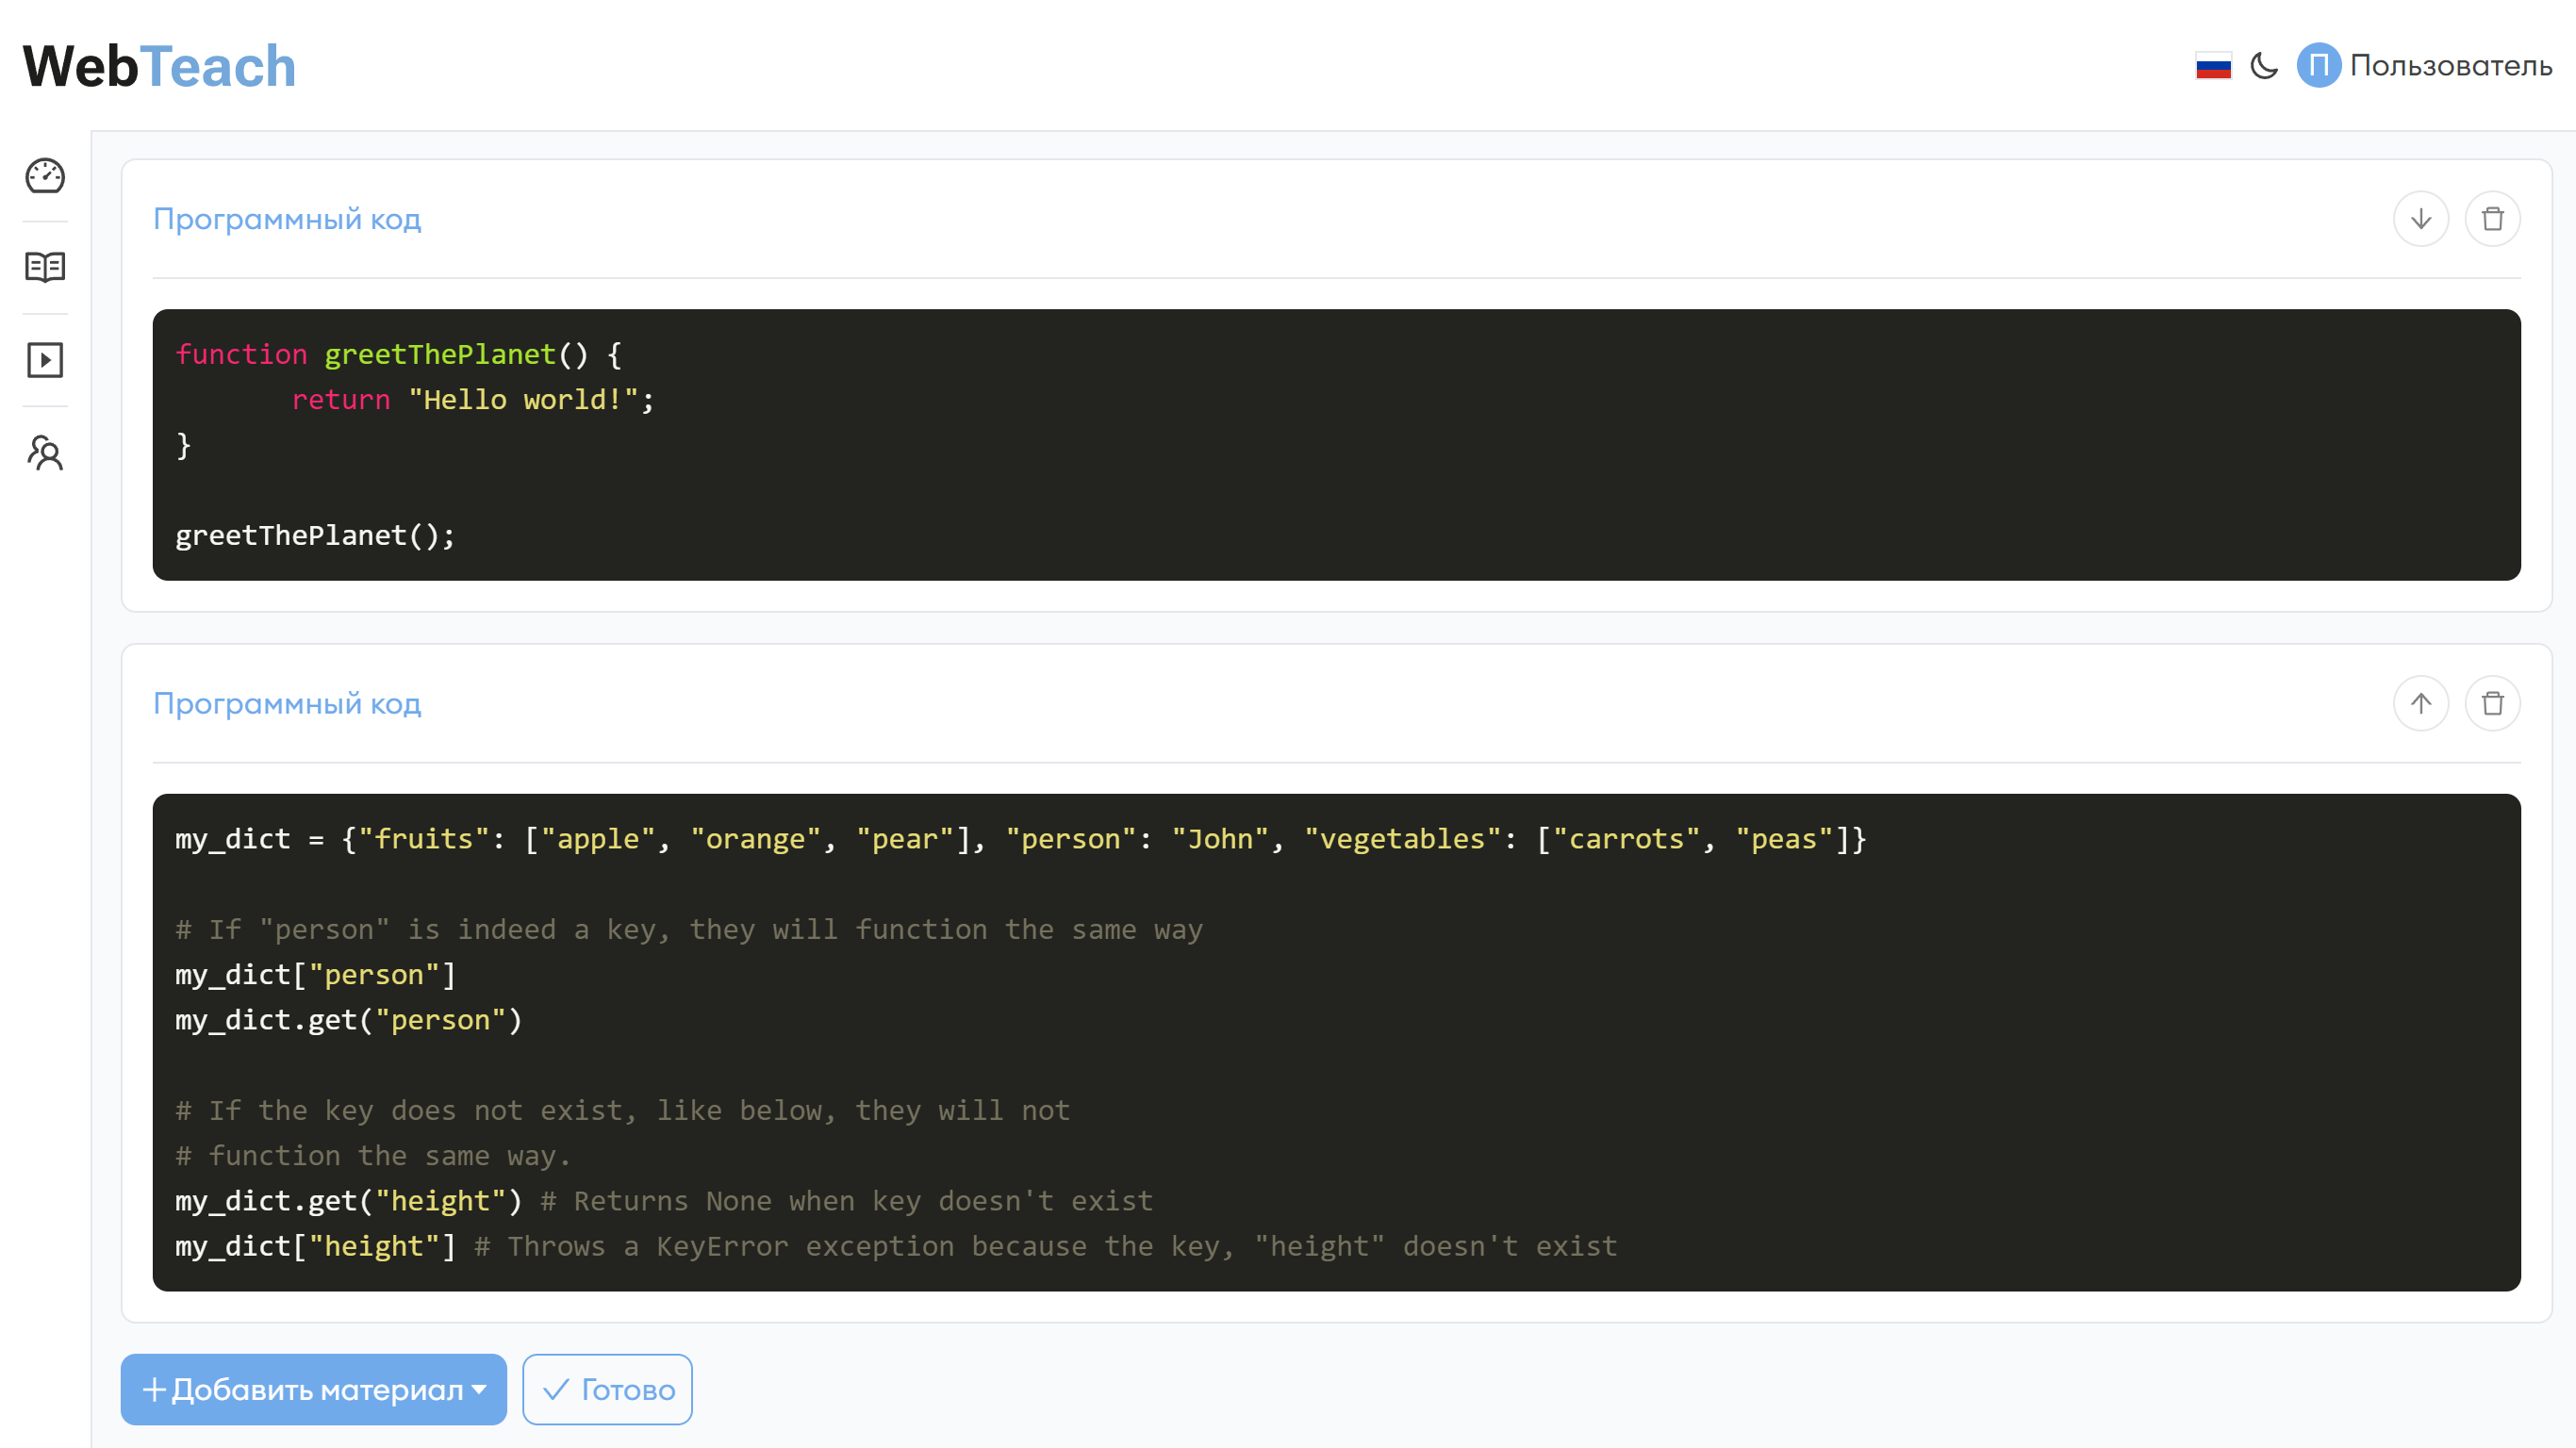 WebTeach
П Пользователь
Программный код
function greetThePlanet() {
return "Hello world!";
}
greetThePlanet();
Программный код
my_dict = {"fruits": ["apple", "orange", "pear"], "person": "John", "vegetables": ["carrots", "peas"]}
# If "person" is indeed a key, they will function the same way
my_dict["person"]
my_dict.get("person")
# If the key does not exist, like below, they will not
# function the same way.
my_dict.get("height") # Returns None when key doesn't exist
my_dict["height"] # Throws a KeyError exception because the key, "height" doesn't exist
+ Добавить материал
Готово